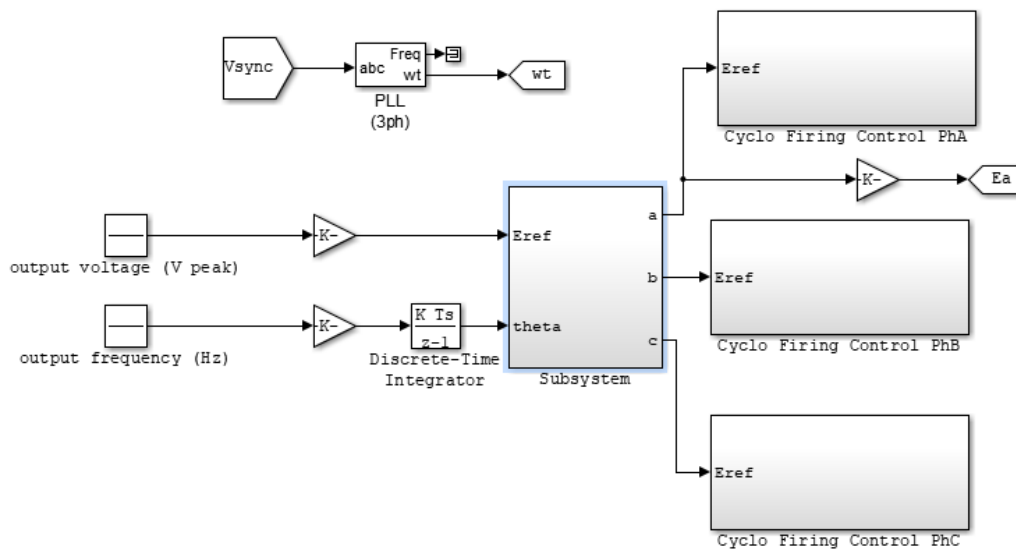 Vsync
abc
Freq
wt
PLL
(3ph)
wt
Eref
Cyclo Firing Control PhA
-K-
Ea
output voltage (V peak)
-K-
Eref
theta
a
b
c
Subsystem
output frequency (Hz)
-K-
K Ts
z-1
Discrete-Time
Integrator
Eref
Cyclo Firing Control PhB
Eref
Cyclo Firing Control PhC